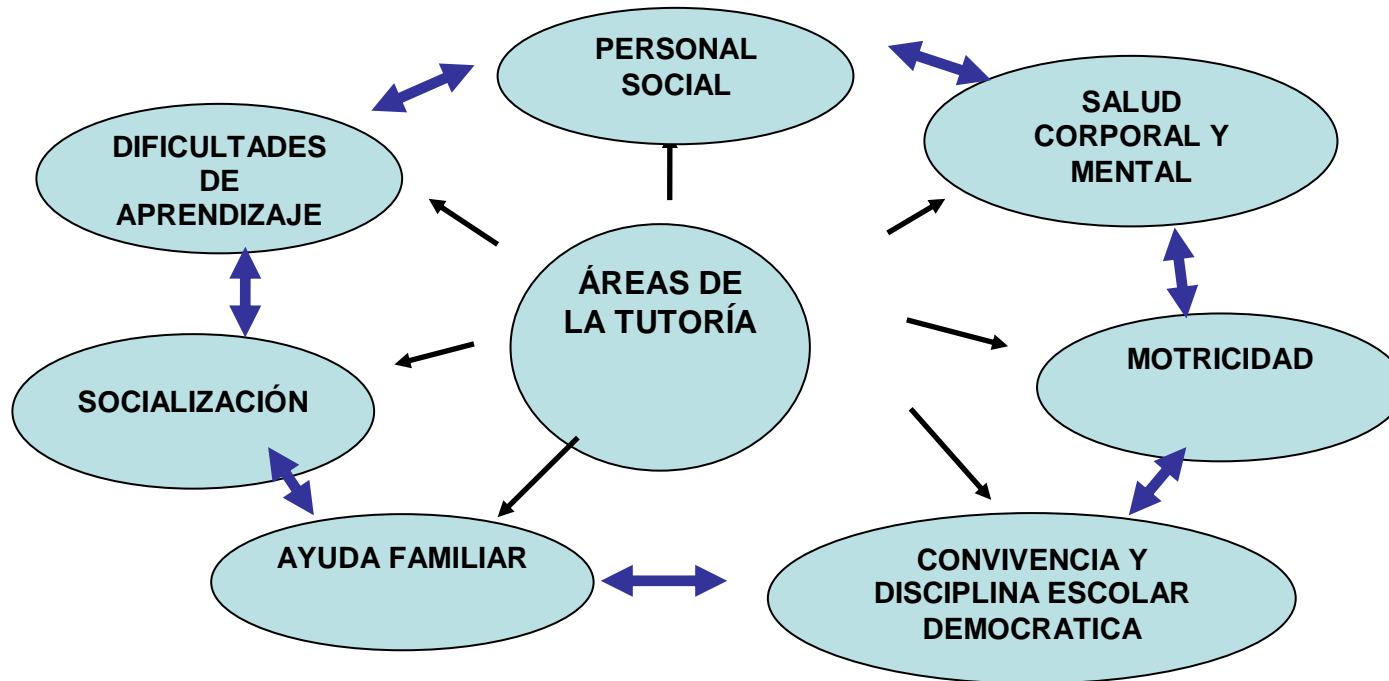 PERSONAL
SOCIAL
SALUD
CORPORAL Y
MENTAL
DIFICULTADES
DE
APRENDIZAJE
ÁREAS DE
LA TUTORÍA
MOTRICIDAD
SOCIALIZACIÓN
AYUDA FAMILIAR
CONVIVENCIA Y
DISCIPLINA ESCOLAR
DEMOCRATICA